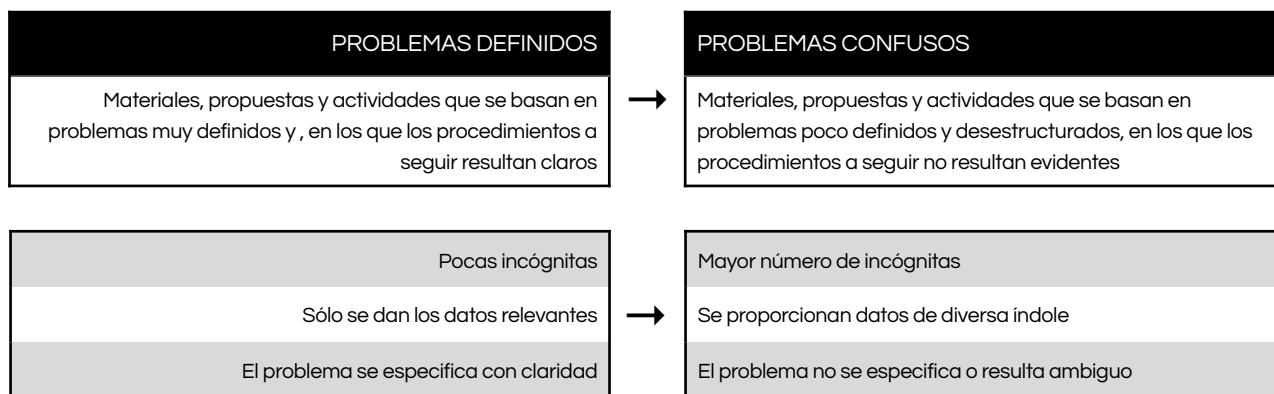 PROBLEMAS DEFINIDOS
Materiales, propuestas y actividades que se basan en
problemas muy definidos y , en los que los procedimientos a
seguir resultan claros
PROBLEMAS CONFUSOS
Materiales, propuestas y actividades que se basan en
problemas poco definidos y desestructurados, en los que los
procedimientos a seguir no resultan evidentes
Pocas incógnitas
Sólo se dan los datos relevantes
El problema se especifica con claridad
Mayor número de incógnitas
Se proporcionan datos de diversa índole
El problema no se especifica o resulta ambiguo